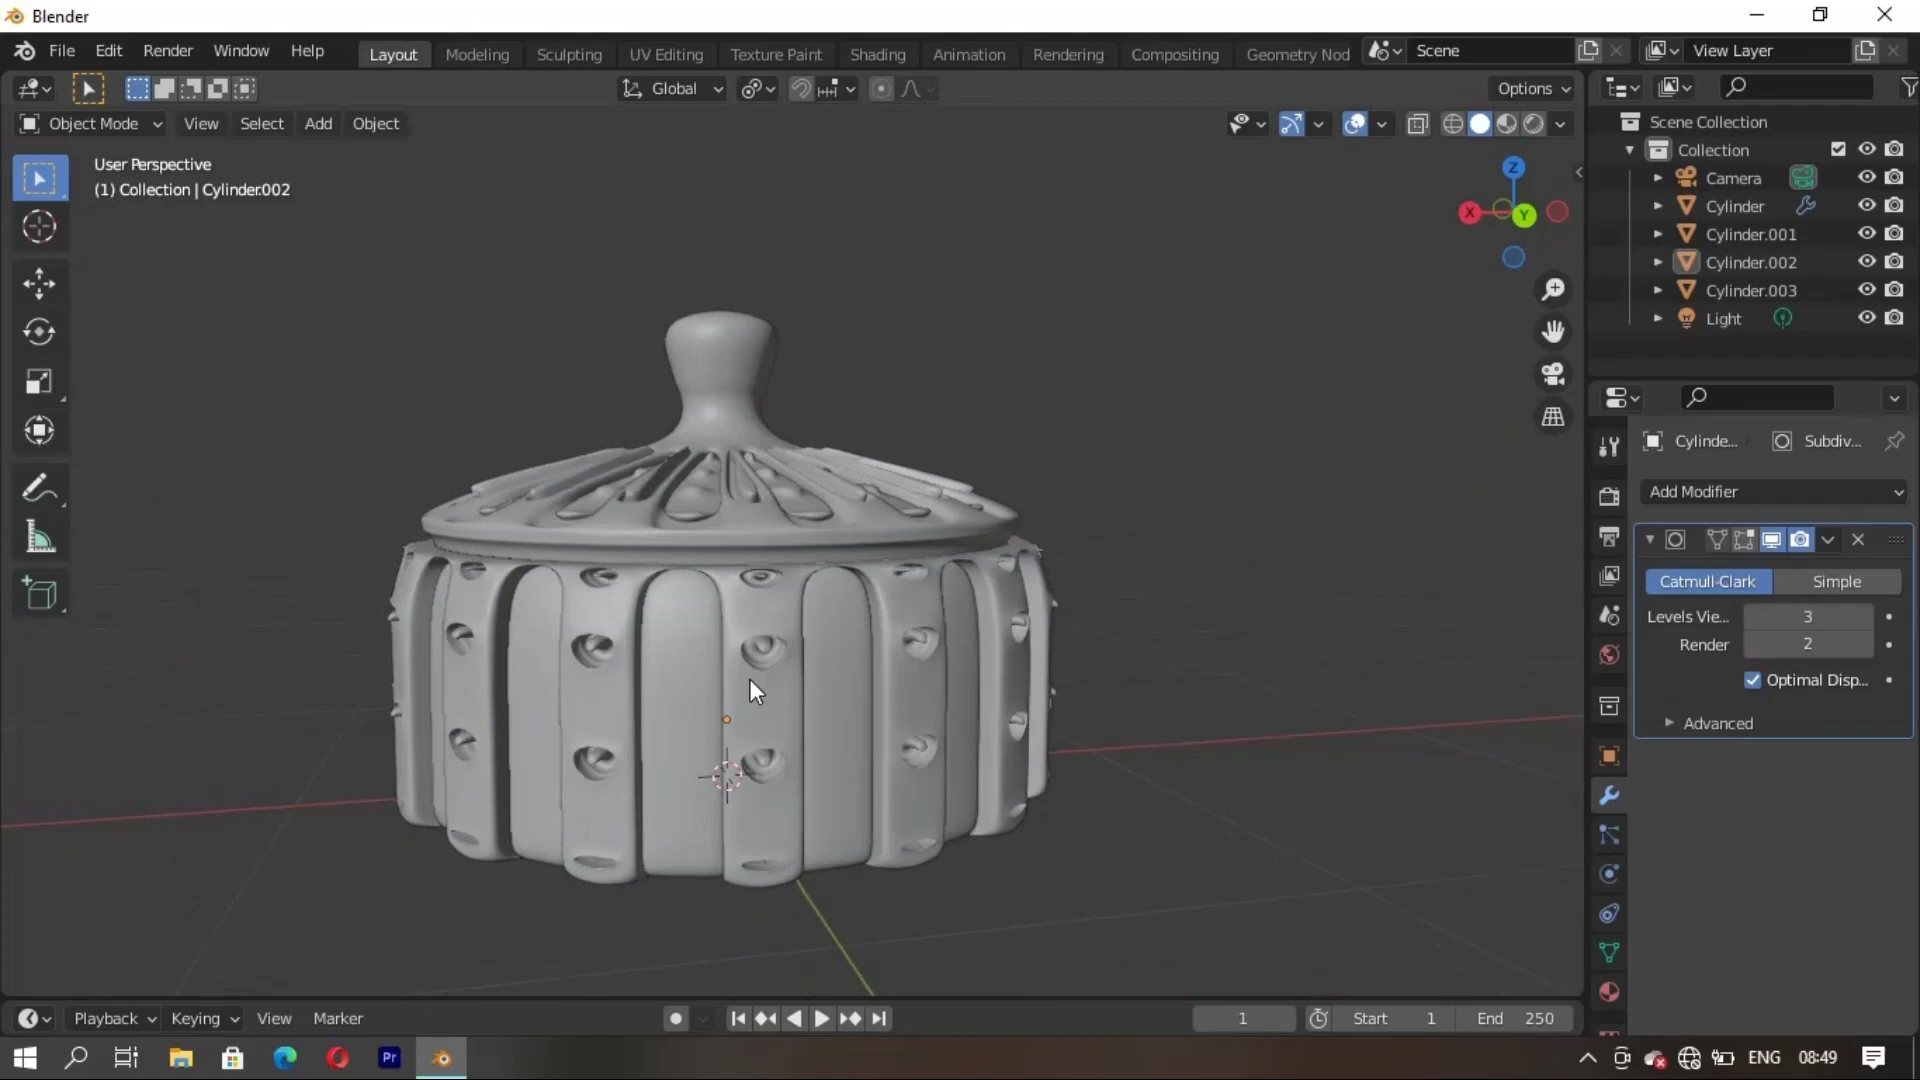 Blender
File Edit Render Window Help Layout Modeling Sculpting UV Editing Texture Paint Shading Animation Rendering Compositing Geometry Nod Scene View Layer
Global Options
Object Mode View Select Add Object
User Perspective
(1) Collection | Cylinder.002
Z
X
Y
Scene Collection
Collection
Camera
Cylinder
Cylinder.001
Cylinder.002
Cylinder.003
Light
Cylinde... Subdiv...
Add Modifier
Catmull-Clark Simple
Levels Vie... 3
Render 2
Optimal Disp...
Advanced
Playback Keying View Marker 1 Start 1 End 250
Pr ENG 08:49